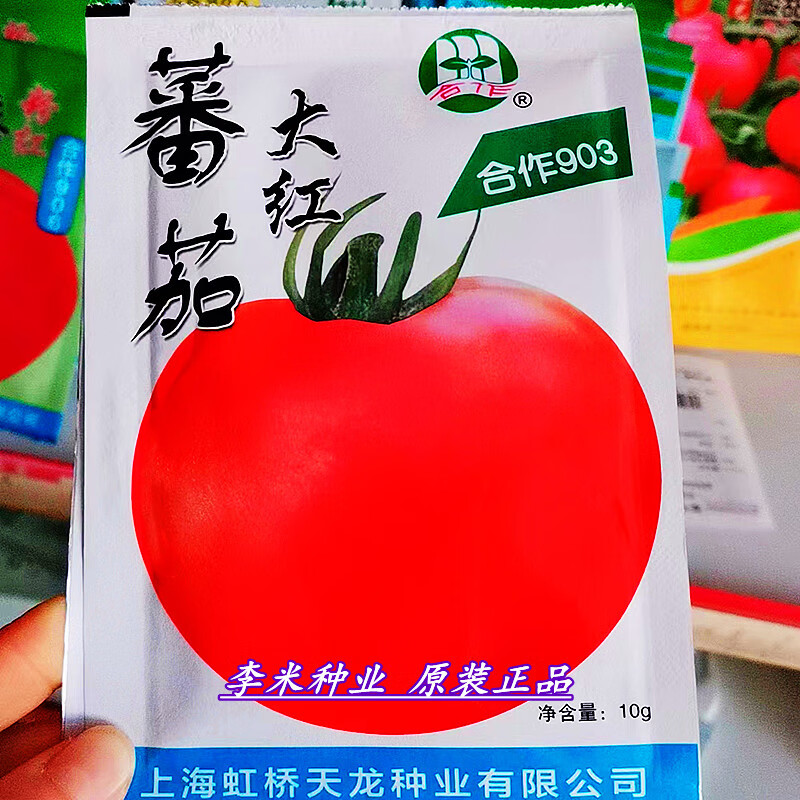 合作®
合作903
大红
蕃茄
李米种业 原装正品
净含量：10g
上海虹桥天龙种业有限公司